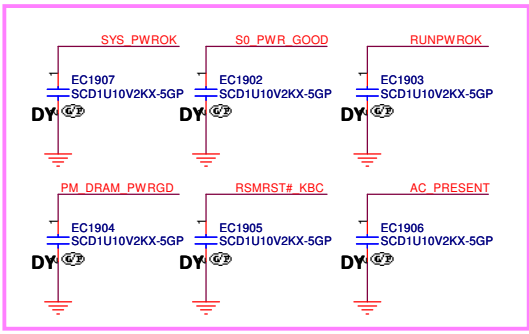 SYS_PWROK S0_PWR_GOOD RUNPWROK
EC1907 EC1902 EC1903
SCD1U10V2KX-5GP SCD1U10V2KX-5GP SCD1U10V2KX-5GP
DY G/P DY G/P DY G/P
PM_DRAM_PWRGD RSMRST#_KBC AC_PRESENT
EC1904 EC1905 EC1906
SCD1U10V2KX-5GP SCD1U10V2KX-5GP SCD1U10V2KX-5GP
DY G/P DY G/P DY G/P